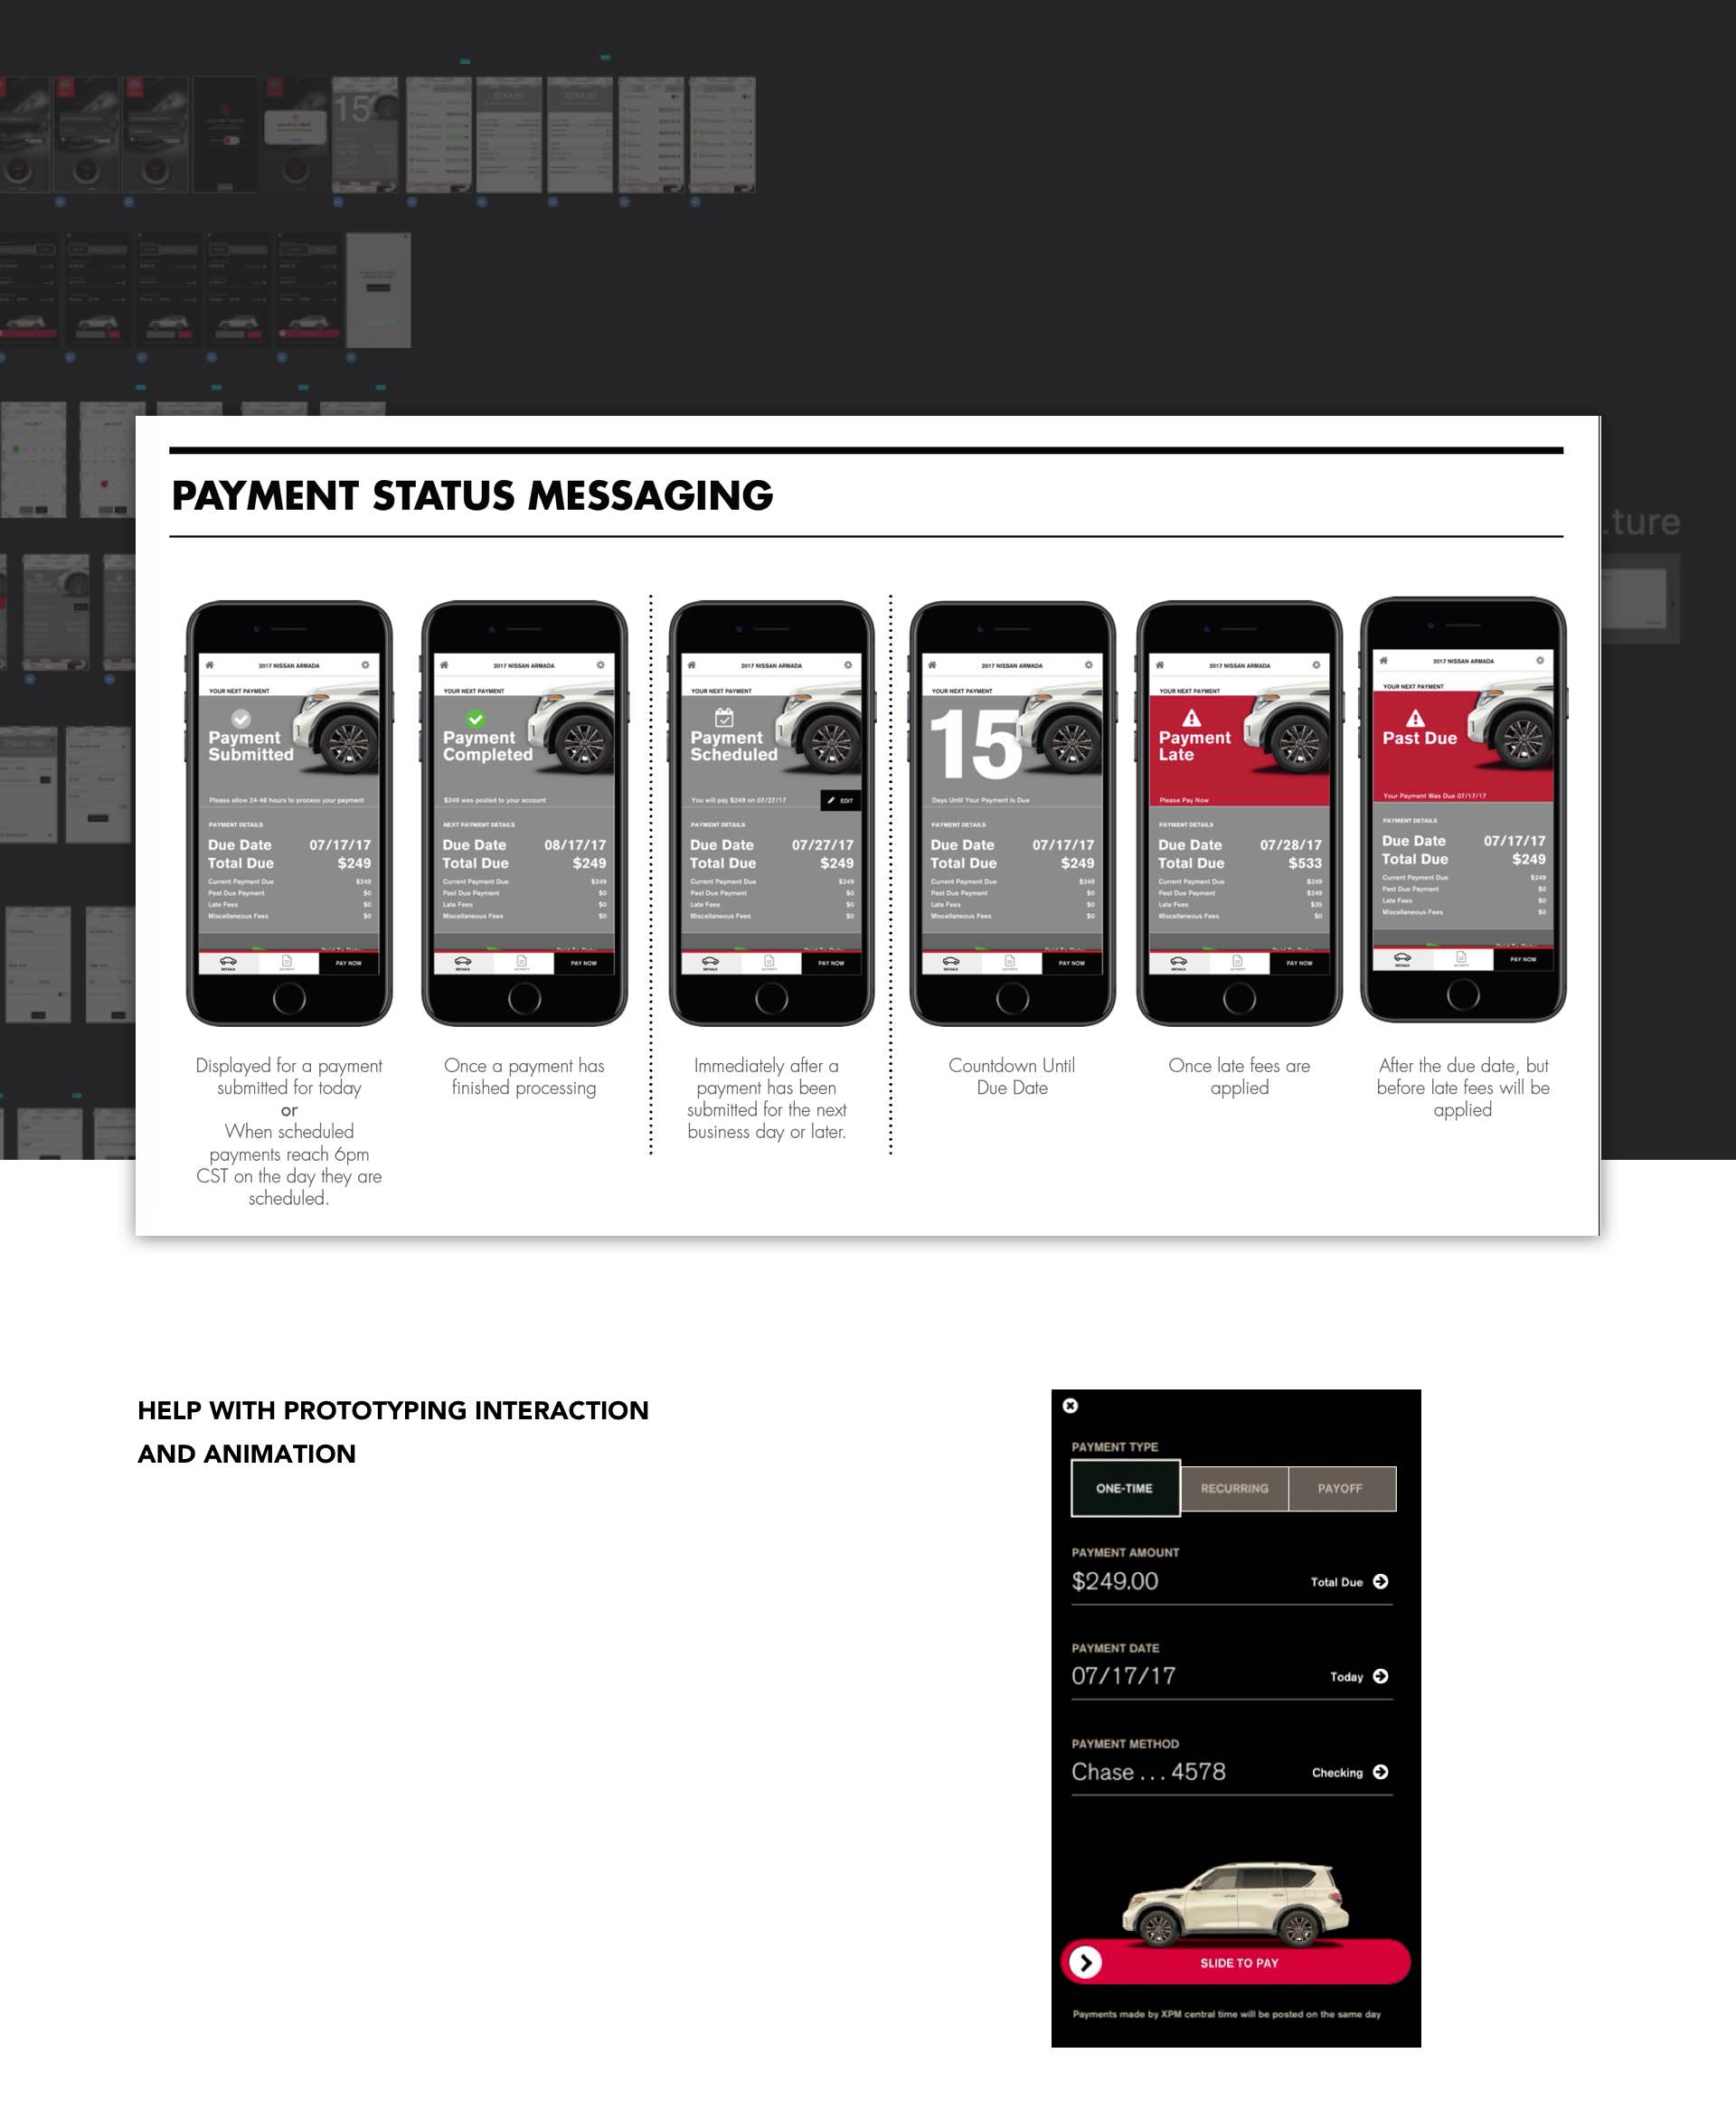 15
.ture
PAYMENT STATUS MESSAGING
2017 NISSAN ARMADA
YOUR NEXT PAYMENT
Payment
Submitted
Please allow 24-48 hours to process your payment
PAYMENT DETAILS
Due Date 07/17/17
Total Due $249
Current Payment Due $249
Past Due Payment $0
Late Fees $0
Miscellaneous Fees $0
DETAILS
ACTIVITY
PAY NOW
Displayed for a payment
submitted for today
or
When scheduled
payments reach 6pm
CST on the day they are
scheduled.
2017 NISSAN ARMADA
YOUR NEXT PAYMENT
Payment
Completed
$249 was posted to your account
NEXT PAYMENT DETAILS
Due Date 08/17/17
Total Due $249
Current Payment Due $249
Past Due Payment $0
Late Fees $0
Miscellaneous Fees $0
DETAILS
ACTIVITY
PAY NOW
Once a payment has
finished processing
2017 NISSAN ARMADA
YOUR NEXT PAYMENT
Payment
Scheduled
You will pay $249 on 07/27/17
EDIT
PAYMENT DETAILS
Due Date 07/27/17
Total Due $249
Current Payment Due $249
Past Due Payment $0
Late Fees $0
Miscellaneous Fees $0
DETAILS
ACTIVITY
PAY NOW
Immediately after a
payment has been
submitted for the next
business day or later.
2017 NISSAN ARMADA
YOUR NEXT PAYMENT
15
Days Until Your Payment Is Due
PAYMENT DETAILS
Due Date 07/17/17
Total Due $249
Current Payment Due $249
Past Due Payment $0
Late Fees $0
Miscellaneous Fees $0
DETAILS
ACTIVITY
PAY NOW
Countdown Until
Due Date
2017 NISSAN ARMADA
YOUR NEXT PAYMENT
Payment
Late
Please Pay Now
PAYMENT DETAILS
Due Date 07/28/17
Total Due $533
Current Payment Due $249
Past Due Payment $249
Late Fees $35
Miscellaneous Fees $0
DETAILS
ACTIVITY
PAY NOW
Once late fees are
applied
2017 NISSAN ARMADA
YOUR NEXT PAYMENT
Past Due
Your Payment Was Due 07/17/17
PAYMENT DETAILS
Due Date 07/17/17
Total Due $249
Current Payment Due $249
Past Due Payment $0
Late Fees $0
Miscellaneous Fees $0
DETAILS
ACTIVITY
PAY NOW
After the due date, but
before late fees will be
applied
HELP WITH PROTOTYPING INTERACTION
AND ANIMATION
PAYMENT TYPE
ONE-TIME RECURRING PAYOFF
PAYMENT AMOUNT
$249.00 Total Due
PAYMENT DATE
07/17/17 Today
PAYMENT METHOD
Chase ... 4578 Checking
SLIDE TO PAY
Payments made by XPM central time will be posted on the same day